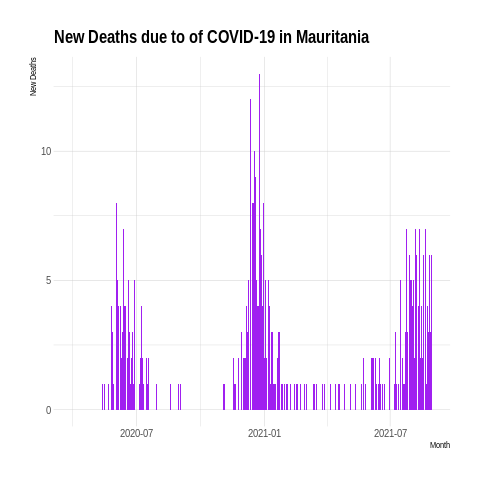 New Deaths due to of COVID-19 in Mauritania
New Deaths
10
5
0
2020-07
2021-01
2021-07
Month